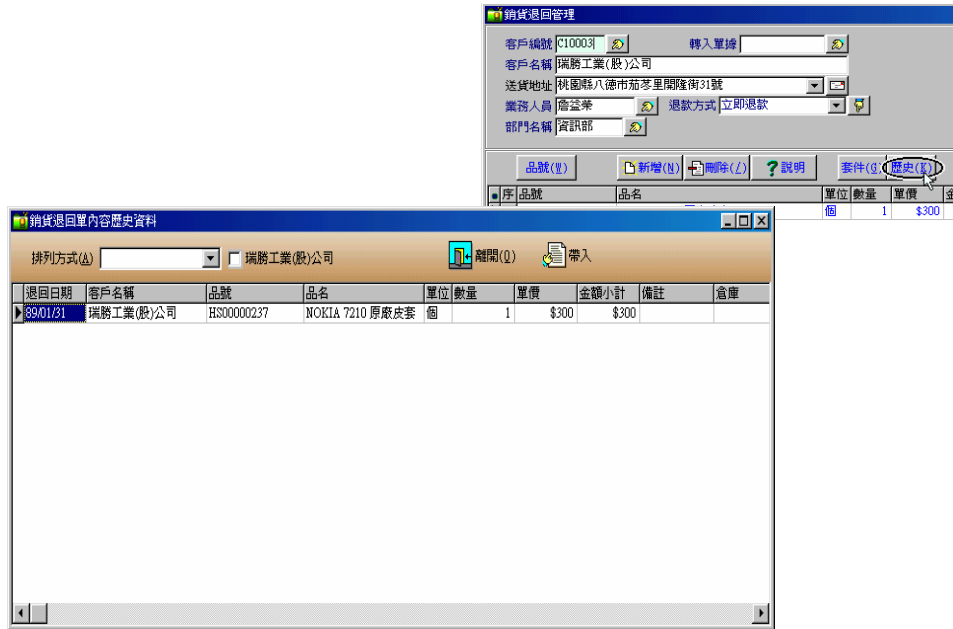 銷貨退回管理
客戶編號 C10003 轉入單據
客戶名稱 瑞勝工業(股)公司
送貨地址 桃園縣八德市茄苳里開隆街31號
業務人員 詹益榮 退款方式 立即退款
部門名稱 資訊部
品號(W) 新增(N) 刪除(/) ?說明 套件(G) 歷史(K)
序 品號 品名 單位 數量 單價
個 1 $300
銷貨退回單內容歷史資料
排列方式(A) 瑞勝工業(股)公司 離開(Q) 帶入
退回日期 客戶名稱 品號 品名 單位 數量 單價 金額小計 備註 倉庫
89/01/31 瑞勝工業(股)公司 HS00000237 NOKIA 7210 原廠皮套 個 1 $300 $300